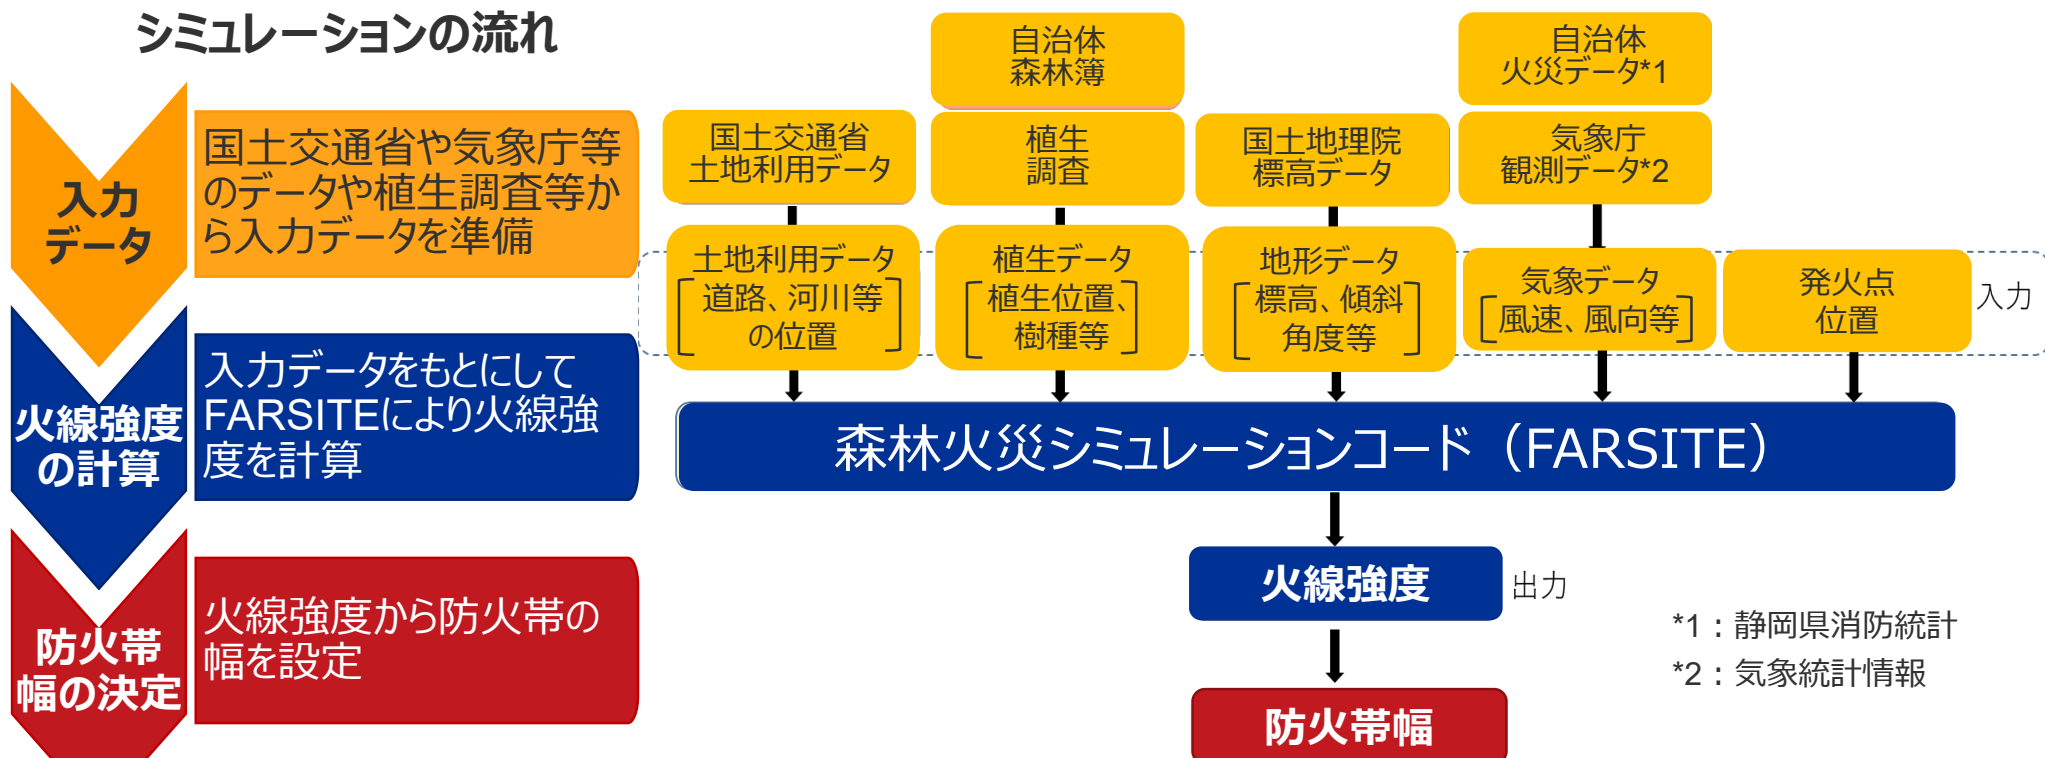 シミュレーションの流れ
入力
データ
国土交通省や気象庁等
のデータや植生調査等か
ら入力データを準備
火線強度
の計算
入力データをもとにして
FARSITEにより火線強
度を計算
防火帯
幅の決定
火線強度から防火帯の
幅を設定
自治体
森林簿
自治体
火災データ*1
国土交通省
土地利用データ
植生
調査
国土地理院
標高データ
気象庁
観測データ*2
土地利用データ
道路、河川等
の位置
植生データ
植生位置、
樹種等
地形データ
標高、傾斜
角度等
気象データ
風速、風向等
発火点
位置
入力
森林火災シミュレーションコード（FARSITE）
火線強度
出力
防火帯幅
*1：静岡県消防統計
*2：気象統計情報